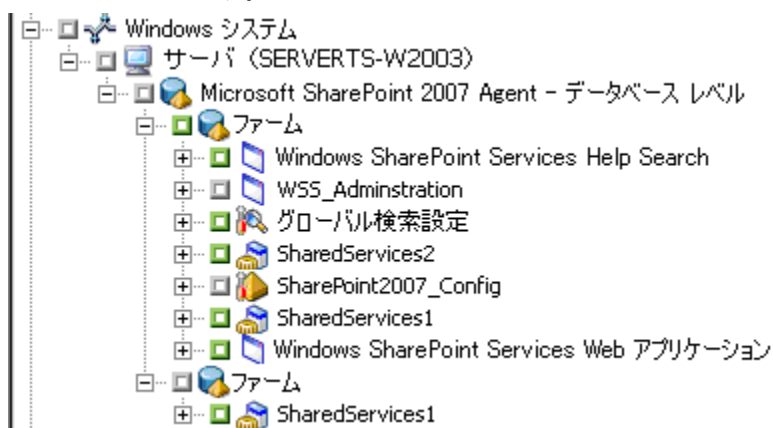 Windows システム
サーバ (SERVERTS-W2003)
Microsoft SharePoint 2007 Agent - データベース レベル
ファーム
Windows SharePoint Services Help Search
WSS_Adminstration
グローバル検索設定
SharedServices2
SharePoint2007_Config
SharedServices1
Windows SharePoint Services Web アプリケーション
ファーム
SharedServices1